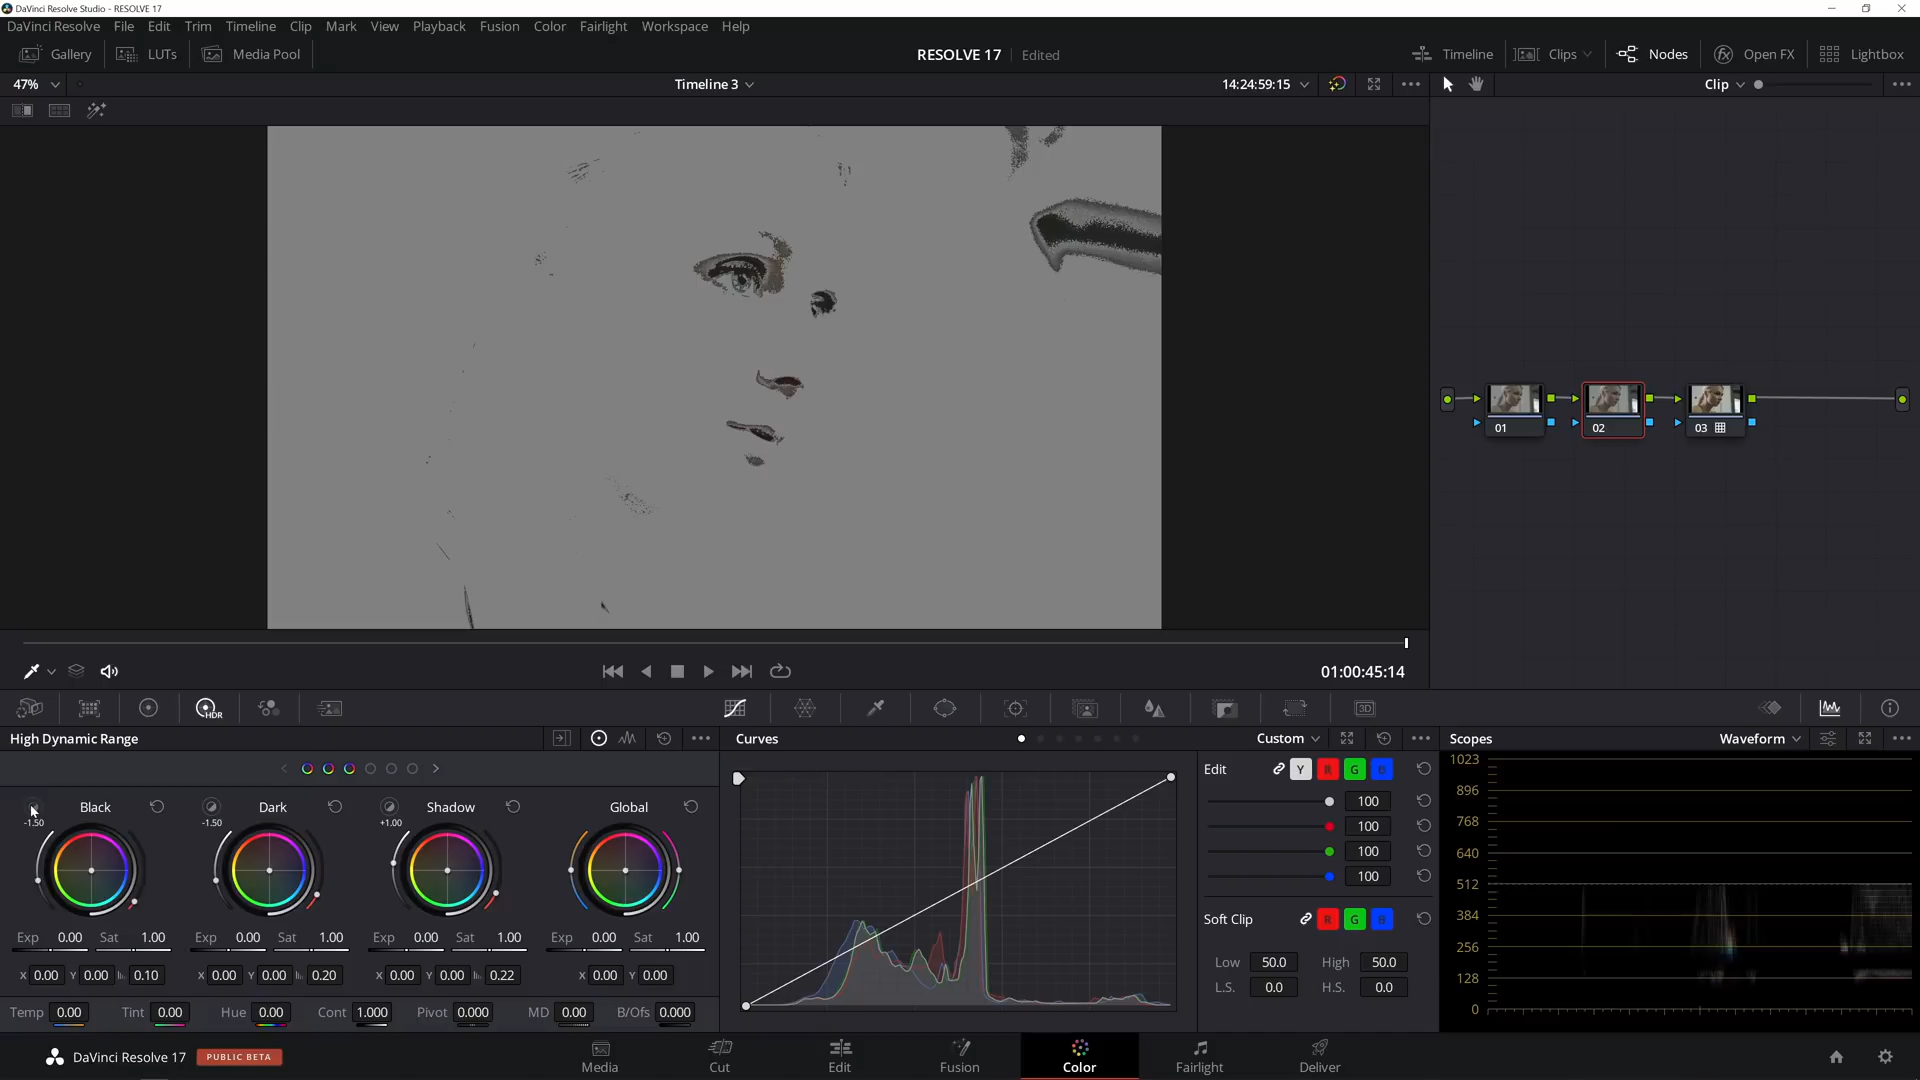 DaVinci Resolve Studio - RESOLVE 17
DaVinci Resolve File Edit Trim Timeline Clip Mark View Playback Fusion Color Fairlight Workspace Help
Gallery LUTs Media Pool RESOLVE 17 Edited Timeline Clips Nodes Open FX Lightbox
47% Timeline 3 14:24:59:15 Clip
01 02 03
01:00:45:14
HDR 3D
High Dynamic Range Curves Custom Scopes Waveform
Black Dark Shadow Global
-1.50 -1.50 +1.00
Exp 0.00 Sat 1.00 Exp 0.00 Sat 1.00 Exp 0.00 Sat 1.00 Exp 0.00 Sat 1.00
X 0.00 Y 0.00 0.10 X 0.00 Y 0.00 0.20 X 0.00 Y 0.00 0.22 X 0.00 Y 0.00
Temp 0.00 Tint 0.00 Hue 0.00 Cont 1.000 Pivot 0.000 MD 0.00 B/Ofs 0.000
Edit Y R G B
100
100
100
100
Soft Clip R G B
Low 50.0 High 50.0
L.S. 0.0 H.S. 0.0
1023
896
768
640
512
384
256
128
0
DaVinci Resolve 17 PUBLIC BETA Media Cut Edit Fusion Color Fairlight Deliver